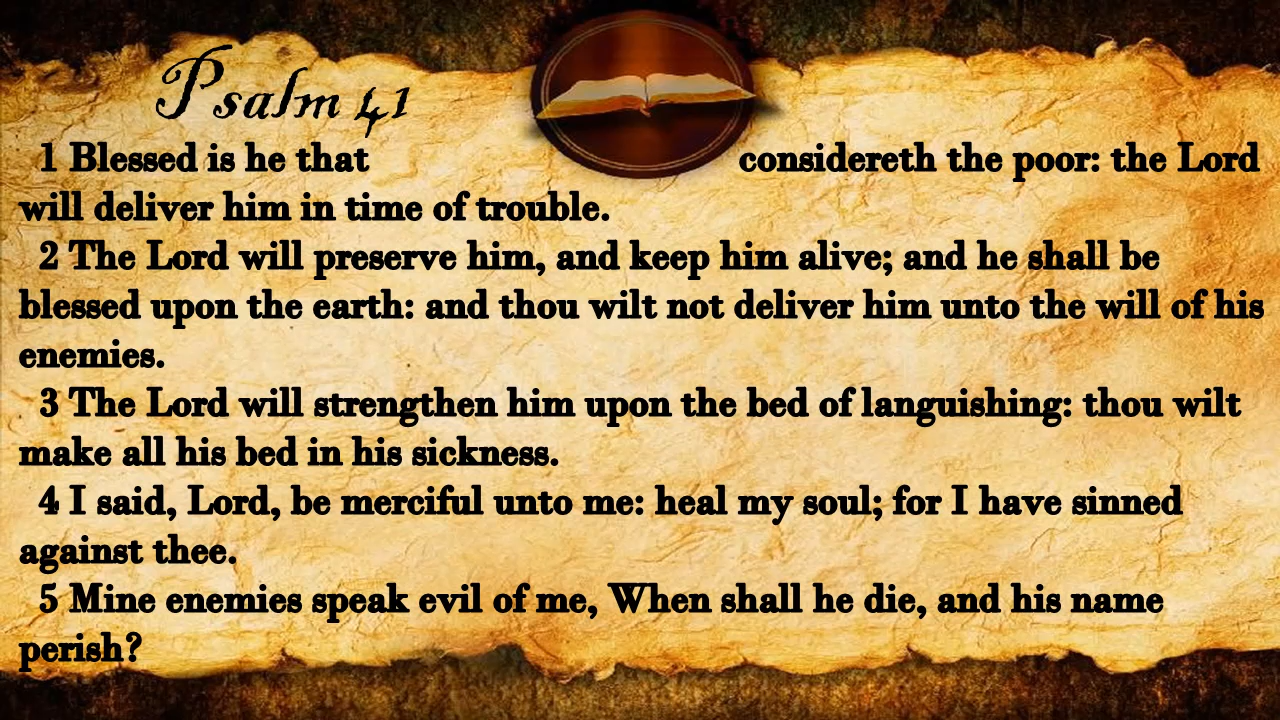 Psalm 41
1 Blessed is he that considereth the poor: the Lord
will deliver him in time of trouble.
2 The Lord will preserve him, and keep him alive; and he shall be
blessed upon the earth: and thou wilt not deliver him unto the will of his
enemies.
3 The Lord will strengthen him upon the bed of languishing: thou wilt
make all his bed in his sickness.
4 I said, Lord, be merciful unto me: heal my soul; for I have sinned
against thee.
5 Mine enemies speak evil of me, When shall he die, and his name
perish?